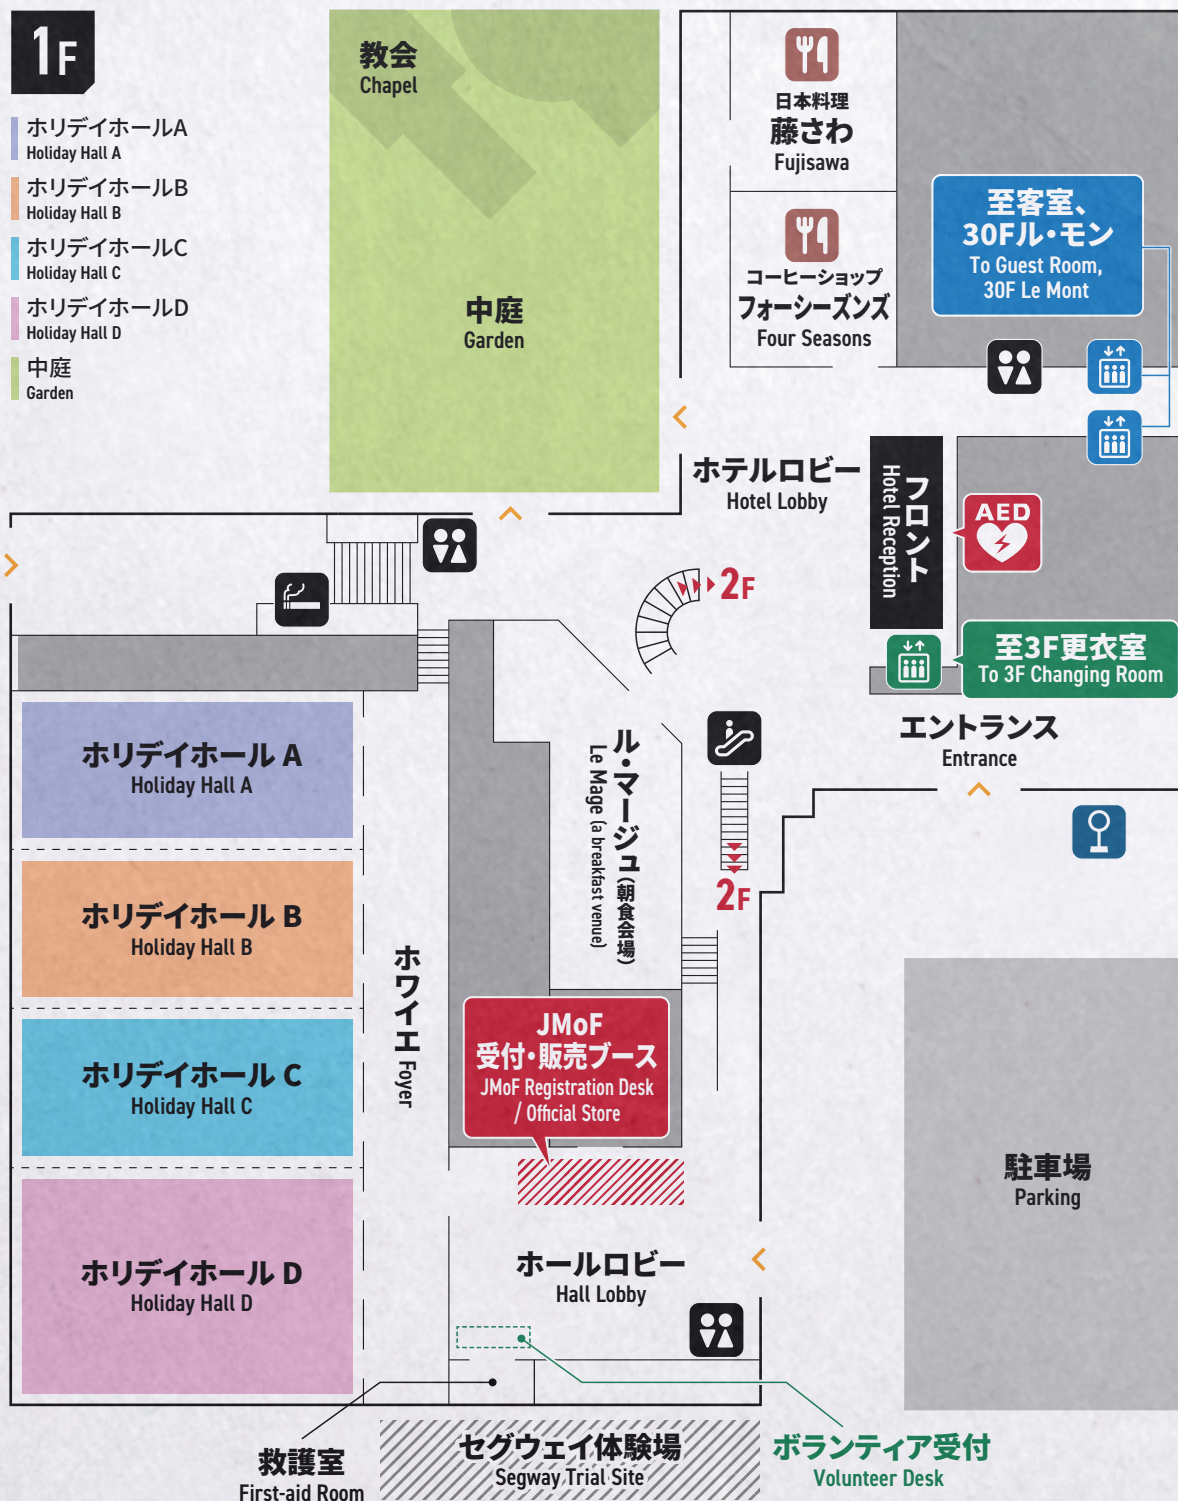 1F
ホリデイホールA
Holiday Hall A
ホリデイホールB
Holiday Hall B
ホリデイホールC
Holiday Hall C
ホリデイホールD
Holiday Hall D
中庭
Garden
教会
Chapel
中庭
Garden
日本料理
藤さわ
Fujisawa
コーヒーショップ
フォーシーズンズ
Four Seasons
至客室、
30Fル・モン
To Guest Room,
30F Le Mont
ホテルロビー
Hotel Lobby
フロント
Hotel Reception
AED
2F
至3F更衣室
To 3F Changing Room
エントランス
Entrance
ル・マージュ(朝食会場)
Le Mage (a breakfast venue)
2F
ホリデイホール A
Holiday Hall A
ホリデイホール B
Holiday Hall B
ホリデイホール C
Holiday Hall C
ホリデイホール D
Holiday Hall D
ホワイエ Foyer
JMoF
受付・販売ブース
JMoF Registration Desk
/ Official Store
駐車場
Parking
ホールロビー
Hall Lobby
救護室
First-aid Room
セグウェイ体験場
Segway Trial Site
ボランティア受付
Volunteer Desk